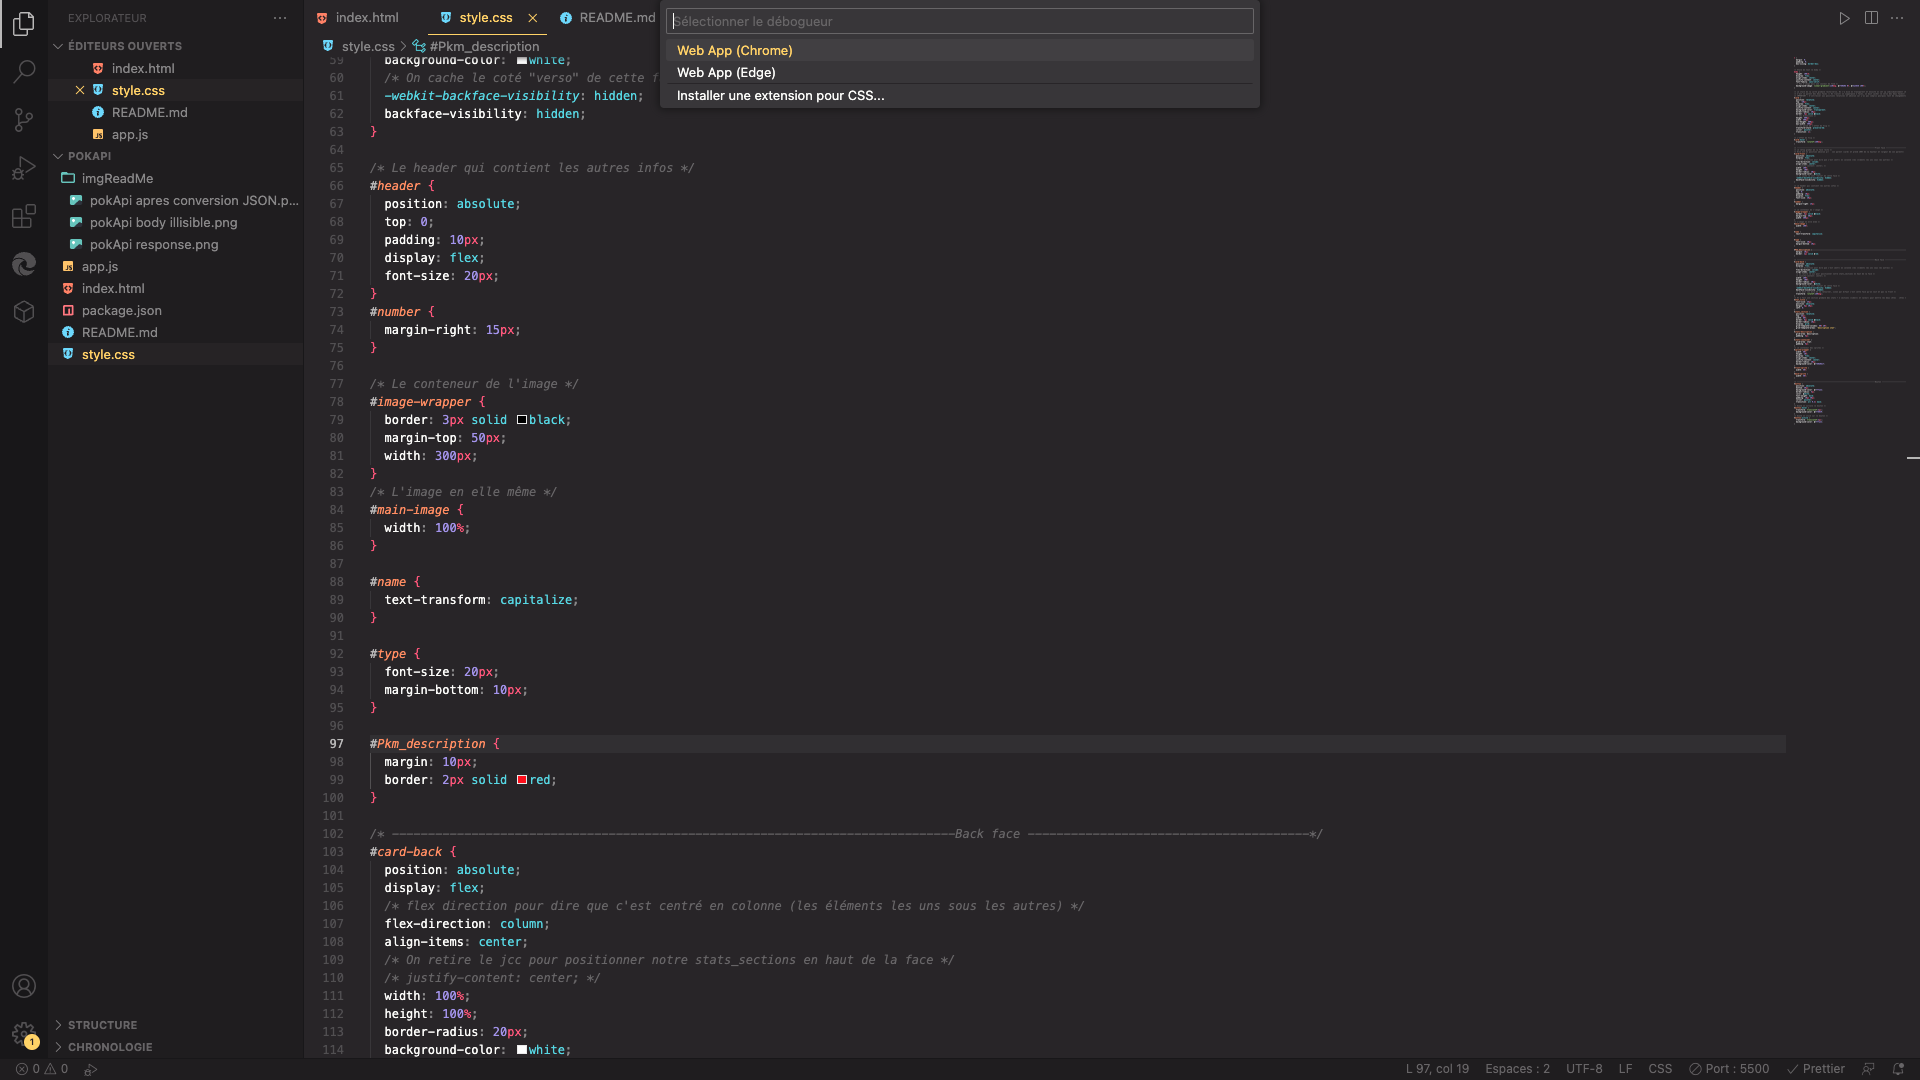 EXPLORATEUR
ÉDITEURS OUVERTS
index.html
style.css
README.md
app.js
POKAPI
imgReadMe
pokApi apres conversion JSON.p...
pokApi body illisible.png
pokApi response.png
app.js
index.html
package.json
README.md
style.css
STRUCTURE
CHRONOLOGIE
1
index.html
style.css
README.md
style.css > #Pkm_description
Sélectionner le débogueur
Web App (Chrome)
Web App (Edge)
Installer une extension pour CSS...
59 background-color: white;
60 /* On cache le coté "verso" de cette f
61 -webkit-backface-visibility: hidden;
62 backface-visibility: hidden;
63 }
64
65 /* Le header qui contient les autres infos */
66 #header {
67 position: absolute;
68 top: 0;
69 padding: 10px;
70 display: flex;
71 font-size: 20px;
72 }
73 #number {
74 margin-right: 15px;
75 }
76
77 /* Le conteneur de l'image */
78 #image-wrapper {
79 border: 3px solid black;
80 margin-top: 50px;
81 width: 300px;
82 }
83 /* L'image en elle même */
84 #main-image {
85 width: 100%;
86 }
87
88 #name {
89 text-transform: capitalize;
90 }
91
92 #type {
93 font-size: 20px;
94 margin-bottom: 10px;
95 }
96
97 #Pkm_description {
98 margin: 10px;
99 border: 2px solid red;
100 }
101
102 /* ------------------------------------------------------------------------------Back face ---------------------------------------*/
103 #card-back {
104 position: absolute;
105 display: flex;
106 /* flex direction pour dire que c'est centré en colonne (les éléments les uns sous les autres) */
107 flex-direction: column;
108 align-items: center;
109 /* On retire le jcc pour positionner notre stats_sections en haut de la face */
110 /* justify-content: center; */
111 width: 100%;
112 height: 100%;
113 border-radius: 20px;
114 background-color: white;
0 0
L 97, col 19 Espaces : 2 UTF-8 LF CSS Port : 5500 Prettier